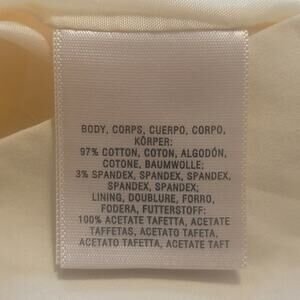 BODY, CORPS, CUERPO, CORPO,
KÖRPER:
97% COTTON, COTON, ALGODÓN,
COTONE, BAUMWOLLE;
3% SPANDEX, SPANDEX, SPANDEX,
SPANDEX, SPANDEX;
LINING, DOUBLURE, FORRO,
FODERA, FUTTERSTOFF:
100% ACETATE TAFETTA, ACETATE
TAFFETAS, ACETATO TAFETA,
ACETATO TAFETTA, ACETATE TAFT